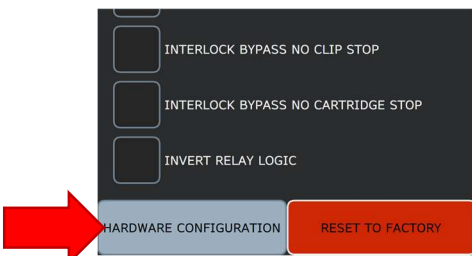 INTERLOCK BYPASS NO CLIP STOP
INTERLOCK BYPASS NO CARTRIDGE STOP
INVERT RELAY LOGIC
HARDWARE CONFIGURATION
RESET TO FACTORY